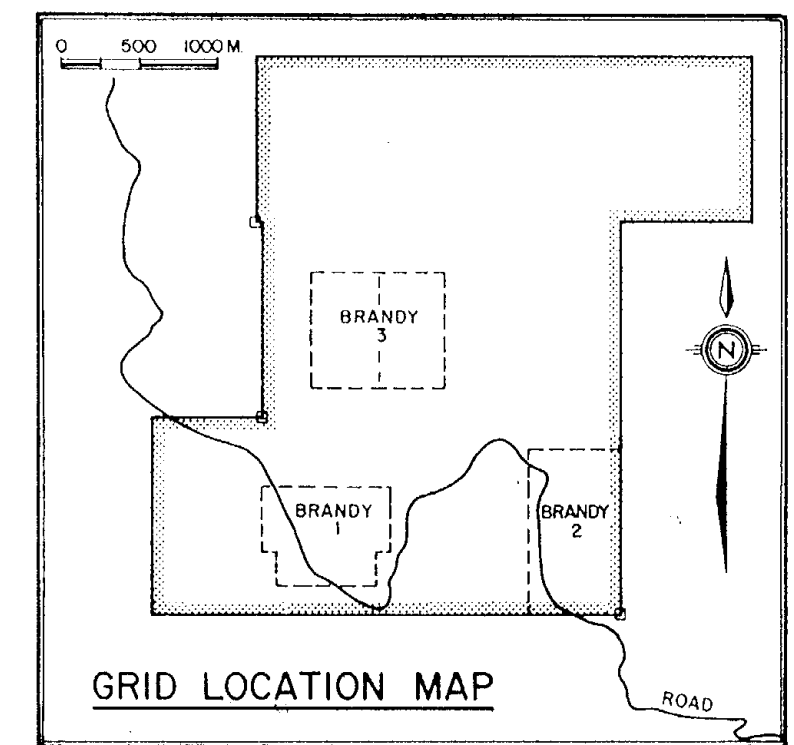 0 500 1000 M.
BRANDY
3
N
BRANDY
1
BRANDY
2
GRID LOCATION MAP
ROAD